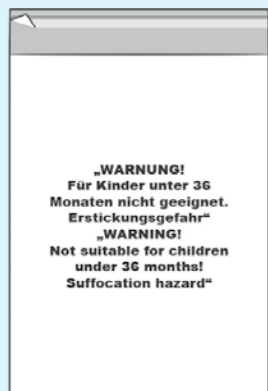 „WARNUNG!
Für Kinder unter 36
Monaten nicht geeignet.
Erstickungsgefahr“
„WARNING!
Not suitable for children
under 36 months!
Suffocation hazard“